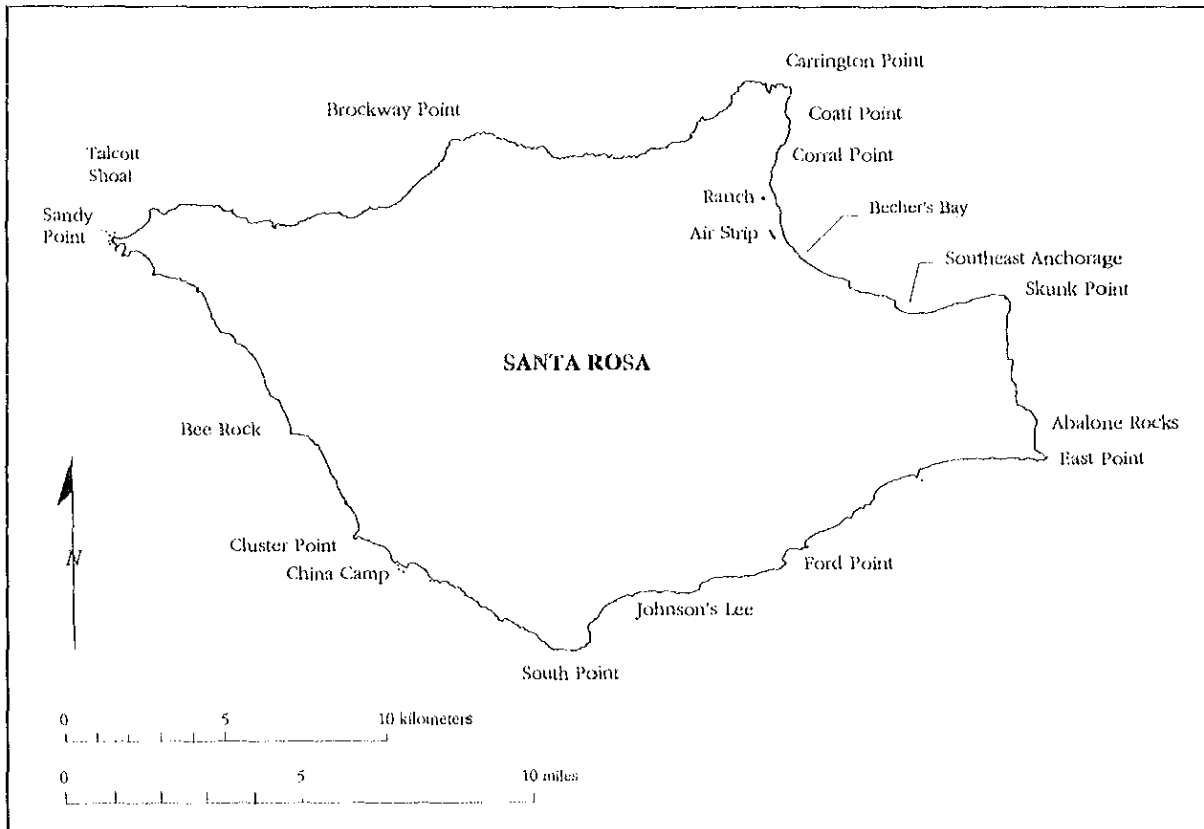 Carrington Point
Brockway Point
Coati Point
Talcott
Shoal
Corral Point
Ranch
Sandy
Point
Becher's Bay
Air Strip
Southeast Anchorage
Skunk Point
SANTA ROSA
Bee Rock
Abalone Rocks
East Point
Cluster Point
N
Ford Point
China Camp
Johnson's Lee
South Point
0 5 10 kilometers
0 5 10 miles